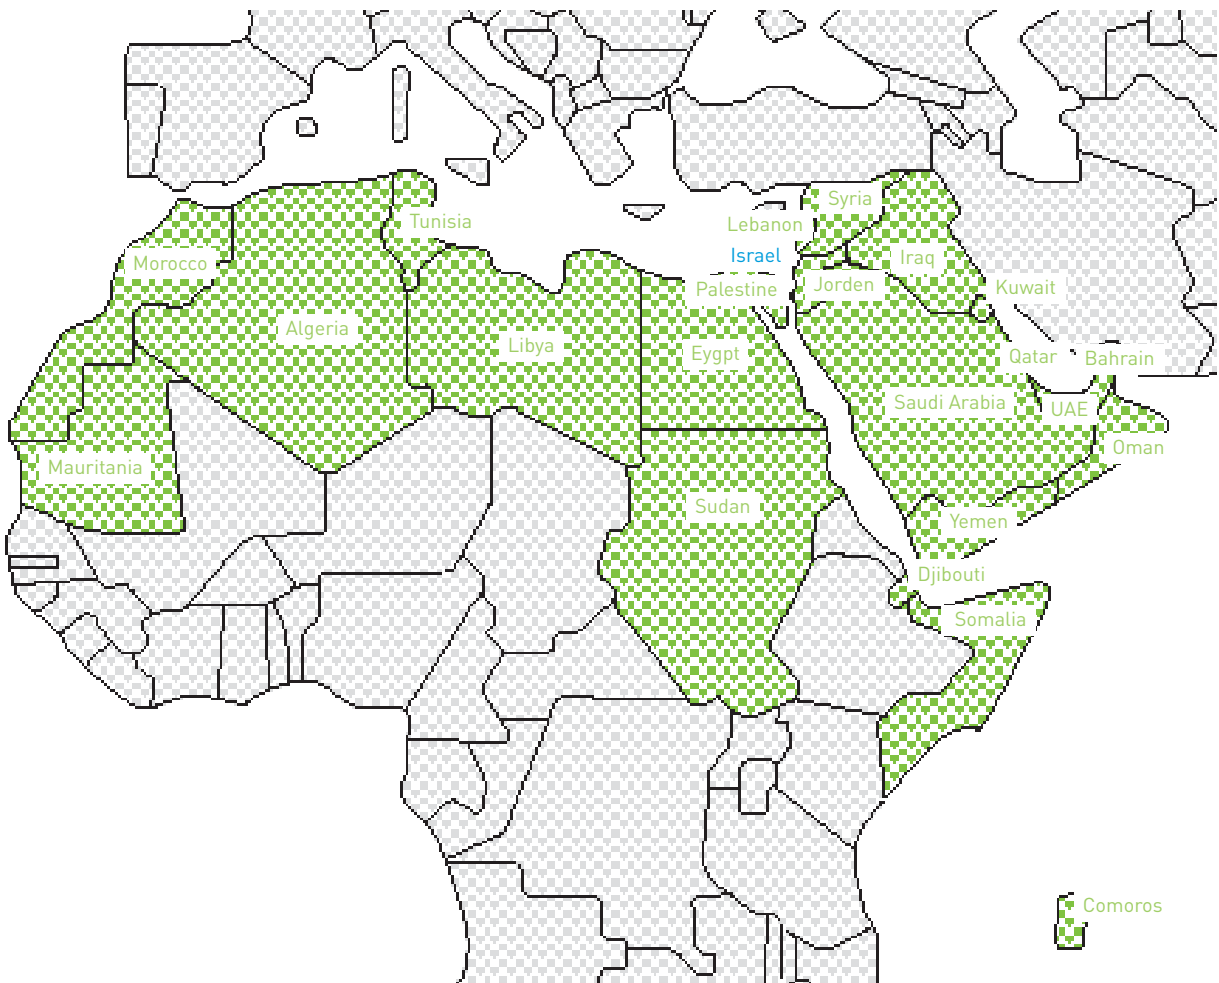 Syria
Tunisia
Lebanon
Israel
Morocco
Iraq
Palestine
Jorden
Kuwait
Algeria
Libya
Eygpt
Qatar
Bahrain
Saudi Arabia
UAE
Oman
Mauritania
Sudan
Yemen
Djibouti
Somalia
Comoros